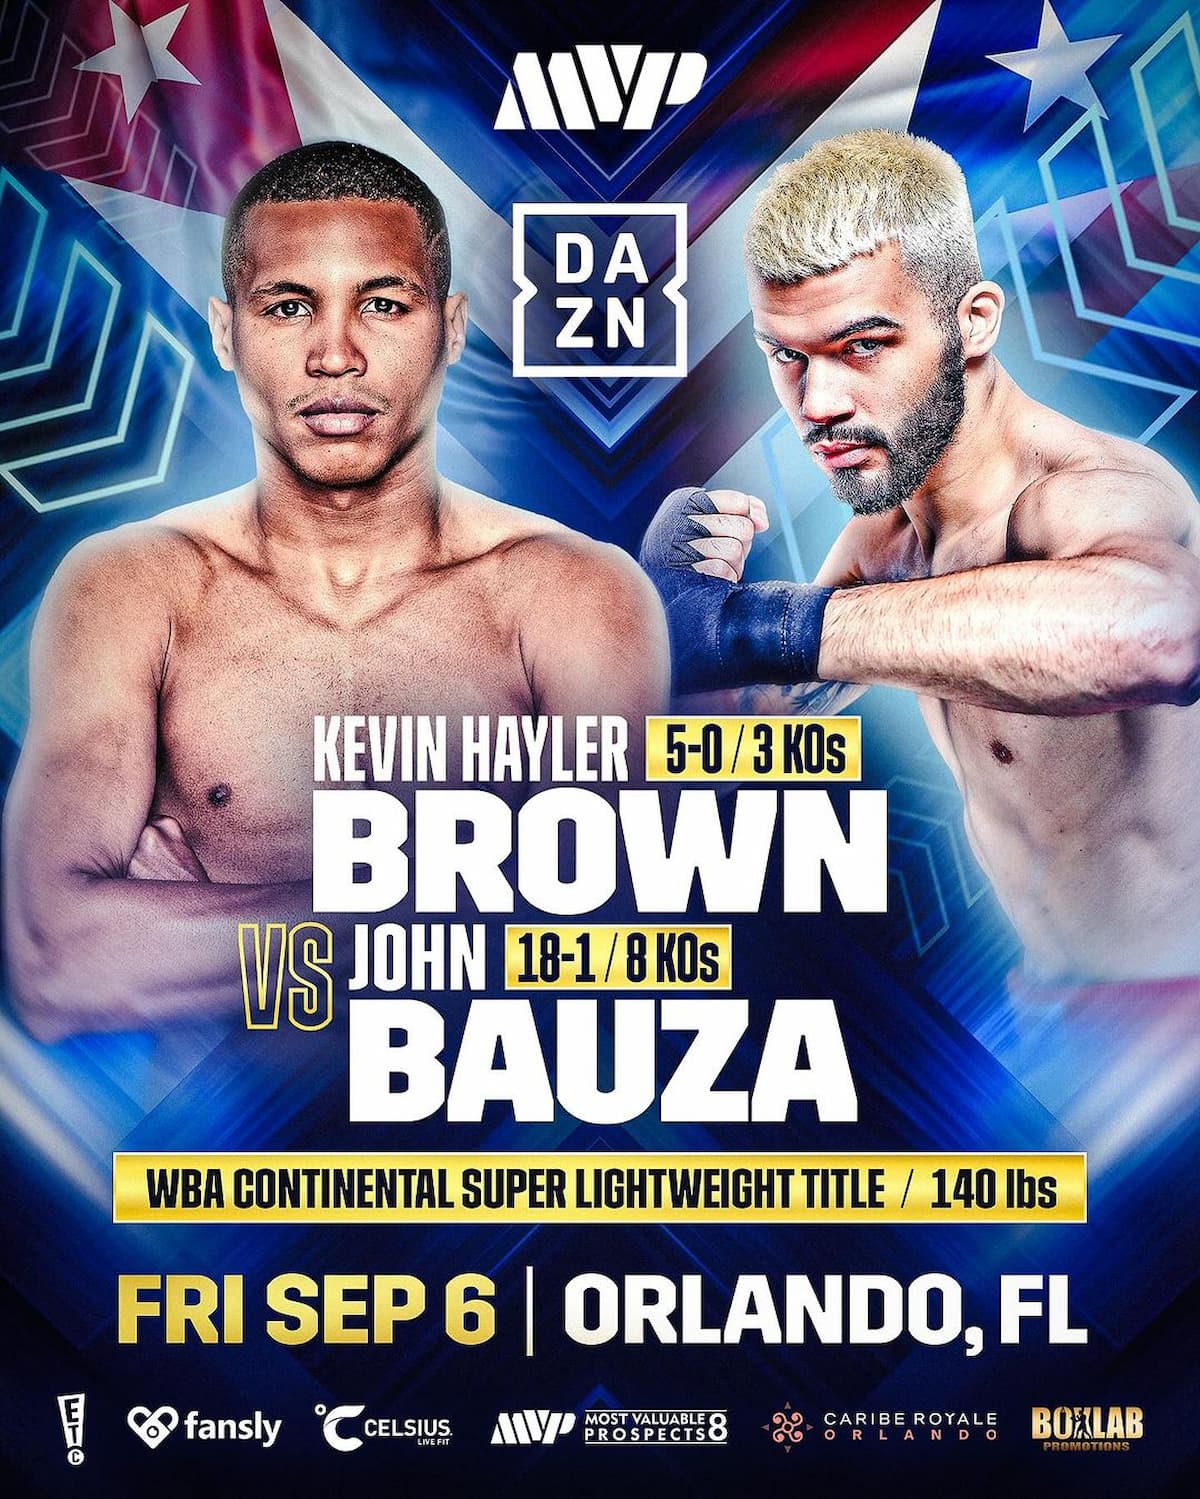 MVP
DA
ZN
KEVIN HAYLER 5-0 / 3 KOs
BROWN
VS JOHN 18-1 / 8 KOs
BAUZA
WBA CONTINENTAL SUPER LIGHTWEIGHT TITLE / 140 lbs
FRI SEP 6 | ORLANDO, FL
ETC fansly CELSIUS. LIVE FIT MVP MOST VALUABLE PROSPECTS 8 CARIBE ROYALE ORLANDO BOXLAB PROMOTIONS